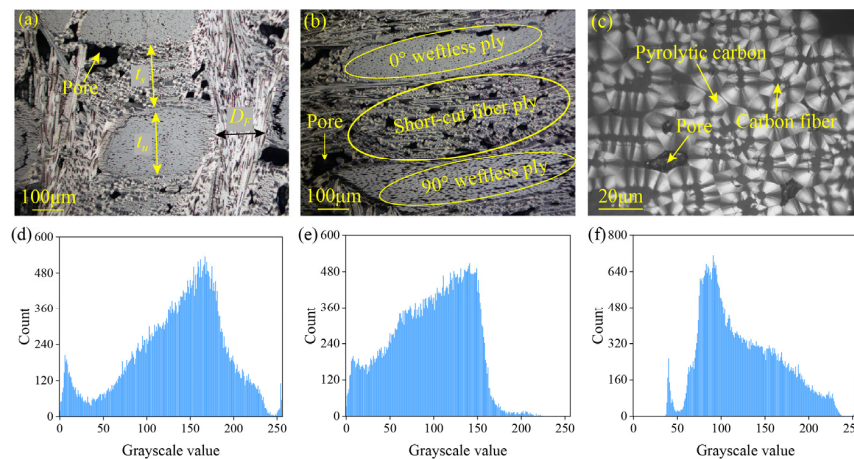 (a)
Pore
t_s
D_F
t_u
100μm
(b)
0° weftless ply
Short-cut fiber ply
Pore
90° weftless ply
100μm
(c)
Pyrolytic carbon
Carbon fiber
Pore
20μm
(d)
600
480
360
240
120
0
Count
0 50 100 150 200 250
Grayscale value
(e)
600
480
360
240
120
0
Count
0 50 100 150 200 250
Grayscale value
(f)
800
640
480
320
160
0
Count
0 50 100 150 200 25
Grayscale value